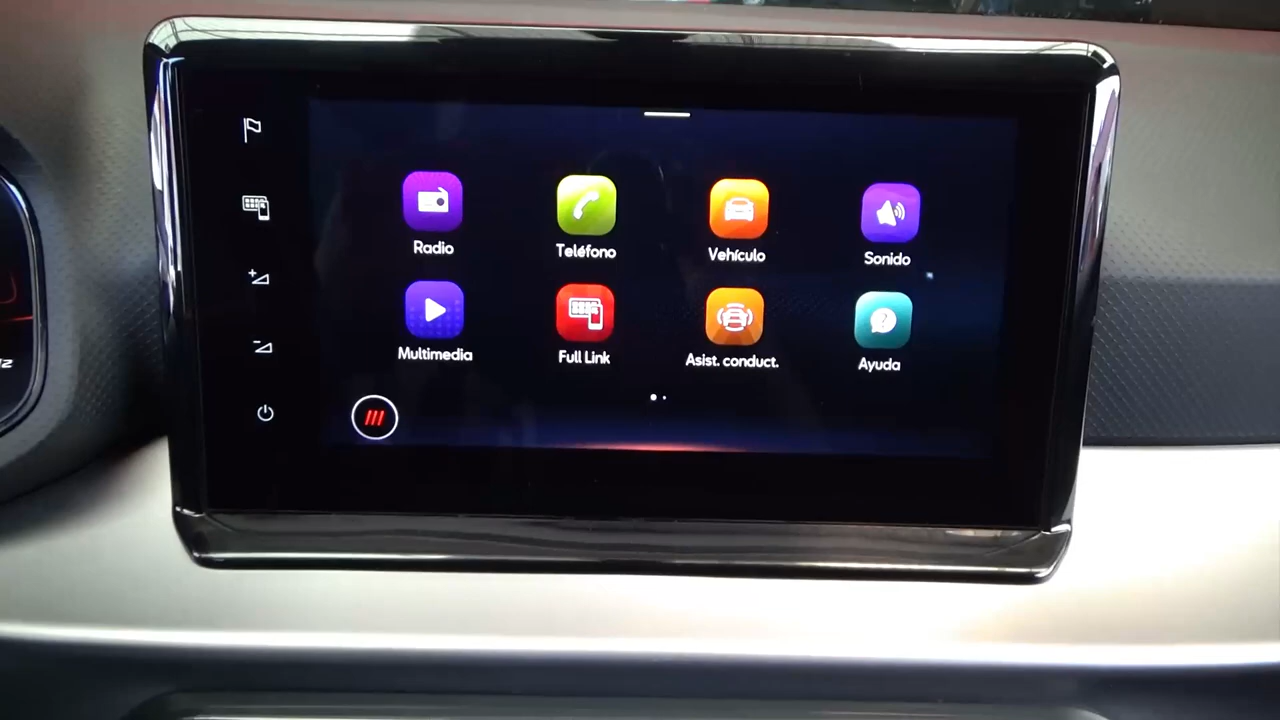 Radio
Teléfono
Vehículo
Sonido
Multimedia
Full Link
Asist. conduct.
Ayuda